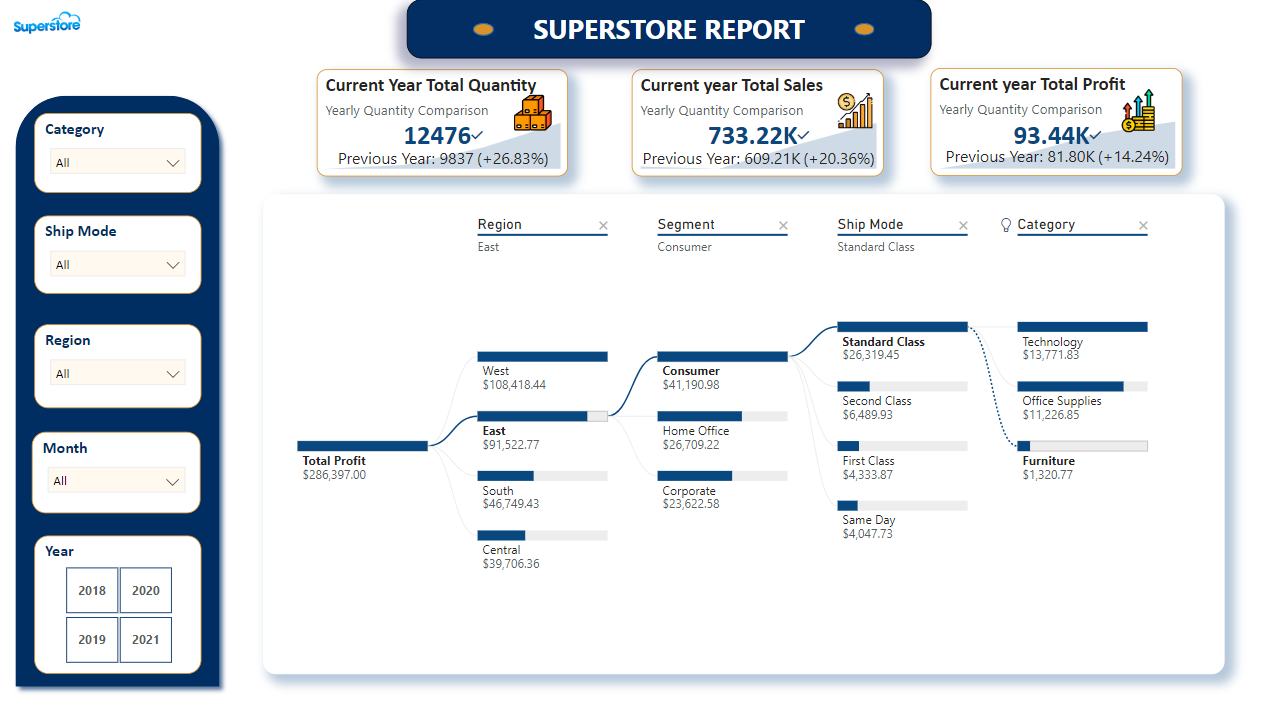 Superstore
SUPERSTORE REPORT
Current Year Total Quantity
Yearly Quantity Comparison
12476
Previous Year: 9837 (+26.83%)
Current year Total Sales
Yearly Quantity Comparison
733.22K
Previous Year: 609.21K (+20.36%)
Current year Total Profit
Yearly Quantity Comparison
93.44K
Previous Year: 81.80K (+14.24%)
Category
All
Ship Mode
All
Region
All
Month
All
Year
2018 2020
2019 2021
Region
East
Segment
Consumer
Ship Mode
Standard Class
Category
Total Profit
$286,397.00
West
$108,418.44
East
$91,522.77
South
$46,749.43
Central
$39,706.36
Consumer
$41,190.98
Home Office
$26,709.22
Corporate
$23,622.58
Standard Class
$26,319.45
Second Class
$6,489.93
First Class
$4,333.87
Same Day
$4,047.73
Technology
$13,771.83
Office Supplies
$11,226.85
Furniture
$1,320.77